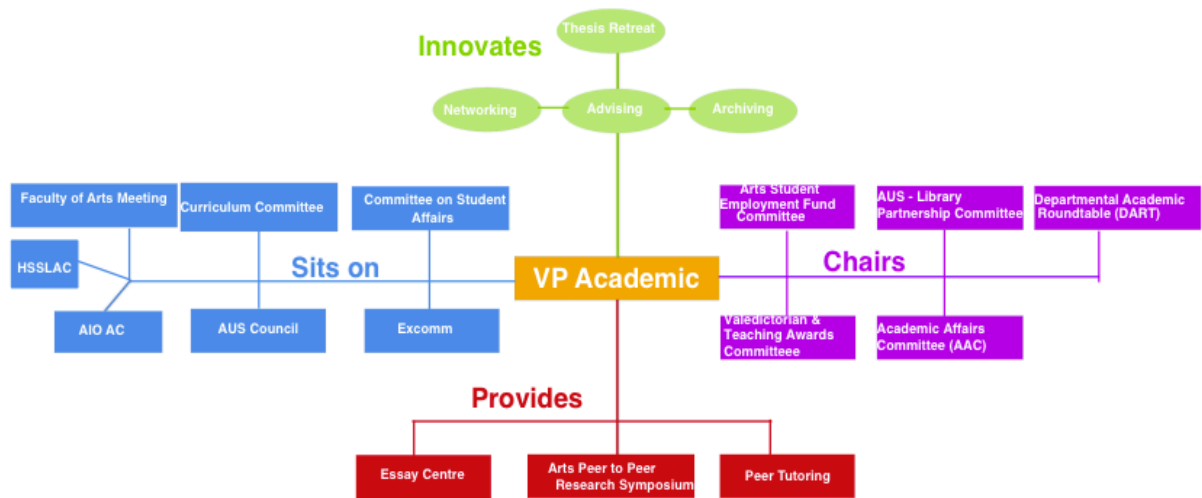 Thesis Retreat
Innovates
Networking
Advising
Archiving
Faculty of Arts Meeting
Curriculum Committee
Committee on Student
Affairs
Arts Student
Employment Fund
Committee
AUS - Library
Partnership Committee
Departmental Academic
Roundtable (DART)
HSSLAC
Sits on
VP Academic
Chairs
AIO AC
AUS Council
Excomm
Valedictorian &
Teaching Awards
Committeee
Academic Affairs
Committee (AAC)
Provides
Essay Centre
Arts Peer to Peer
Research Symposium
Peer Tutoring